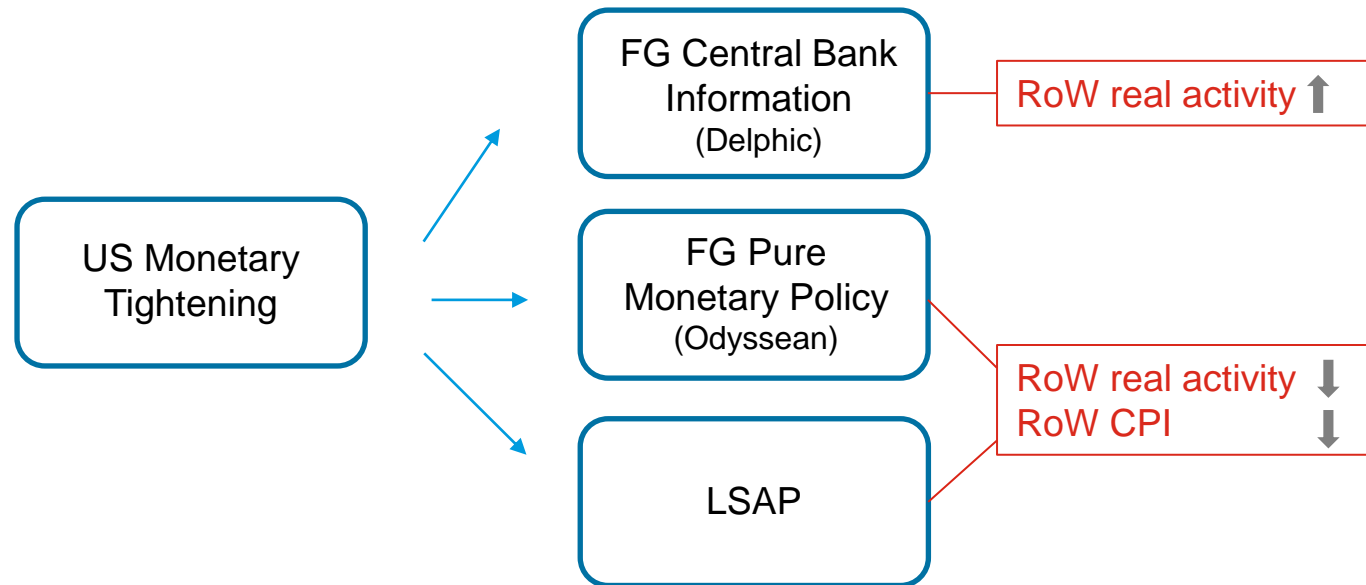 FG Central Bank
Information
(Delphic)
RoW real activity
US Monetary
Tightening
FG Pure
Monetary Policy
(Odyssean)
RoW real activity
RoW CPI
LSAP